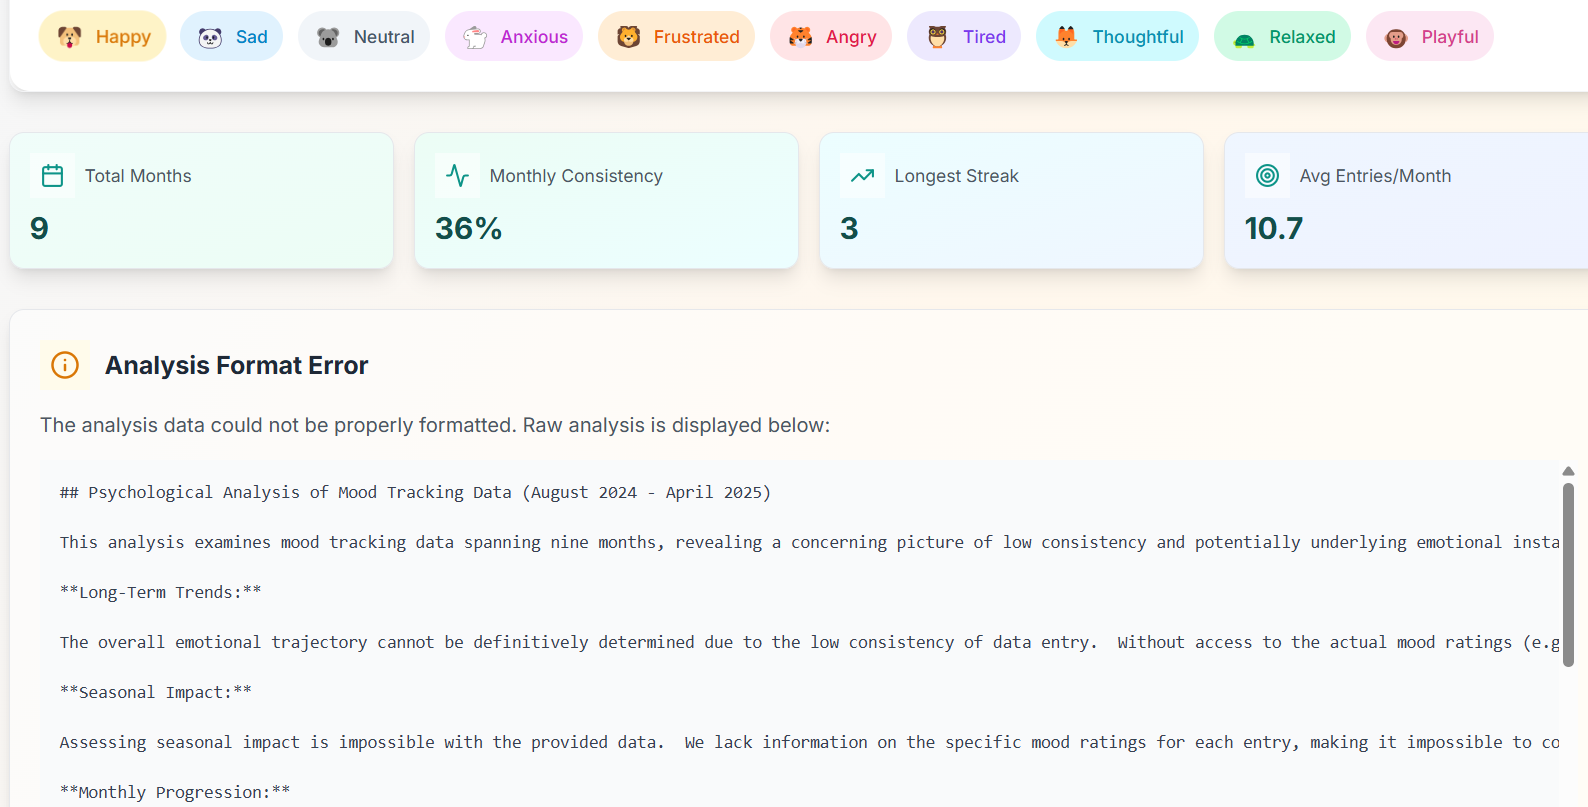 Happy Sad Neutral Anxious Frustrated Angry Tired Thoughtful Relaxed Playful
Total Months
9
Monthly Consistency
36%
Longest Streak
3
Avg Entries/Month
10.7
Analysis Format Error
The analysis data could not be properly formatted. Raw analysis is displayed below:
## Psychological Analysis of Mood Tracking Data (August 2024 - April 2025)
This analysis examines mood tracking data spanning nine months, revealing a concerning picture of low consistency and potentially underlying emotional insta
**Long-Term Trends:**
The overall emotional trajectory cannot be definitively determined due to the low consistency of data entry.  Without access to the actual mood ratings (e.g
**Seasonal Impact:**
Assessing seasonal impact is impossible with the provided data.  We lack information on the specific mood ratings for each entry, making it impossible to co
**Monthly Progression:**